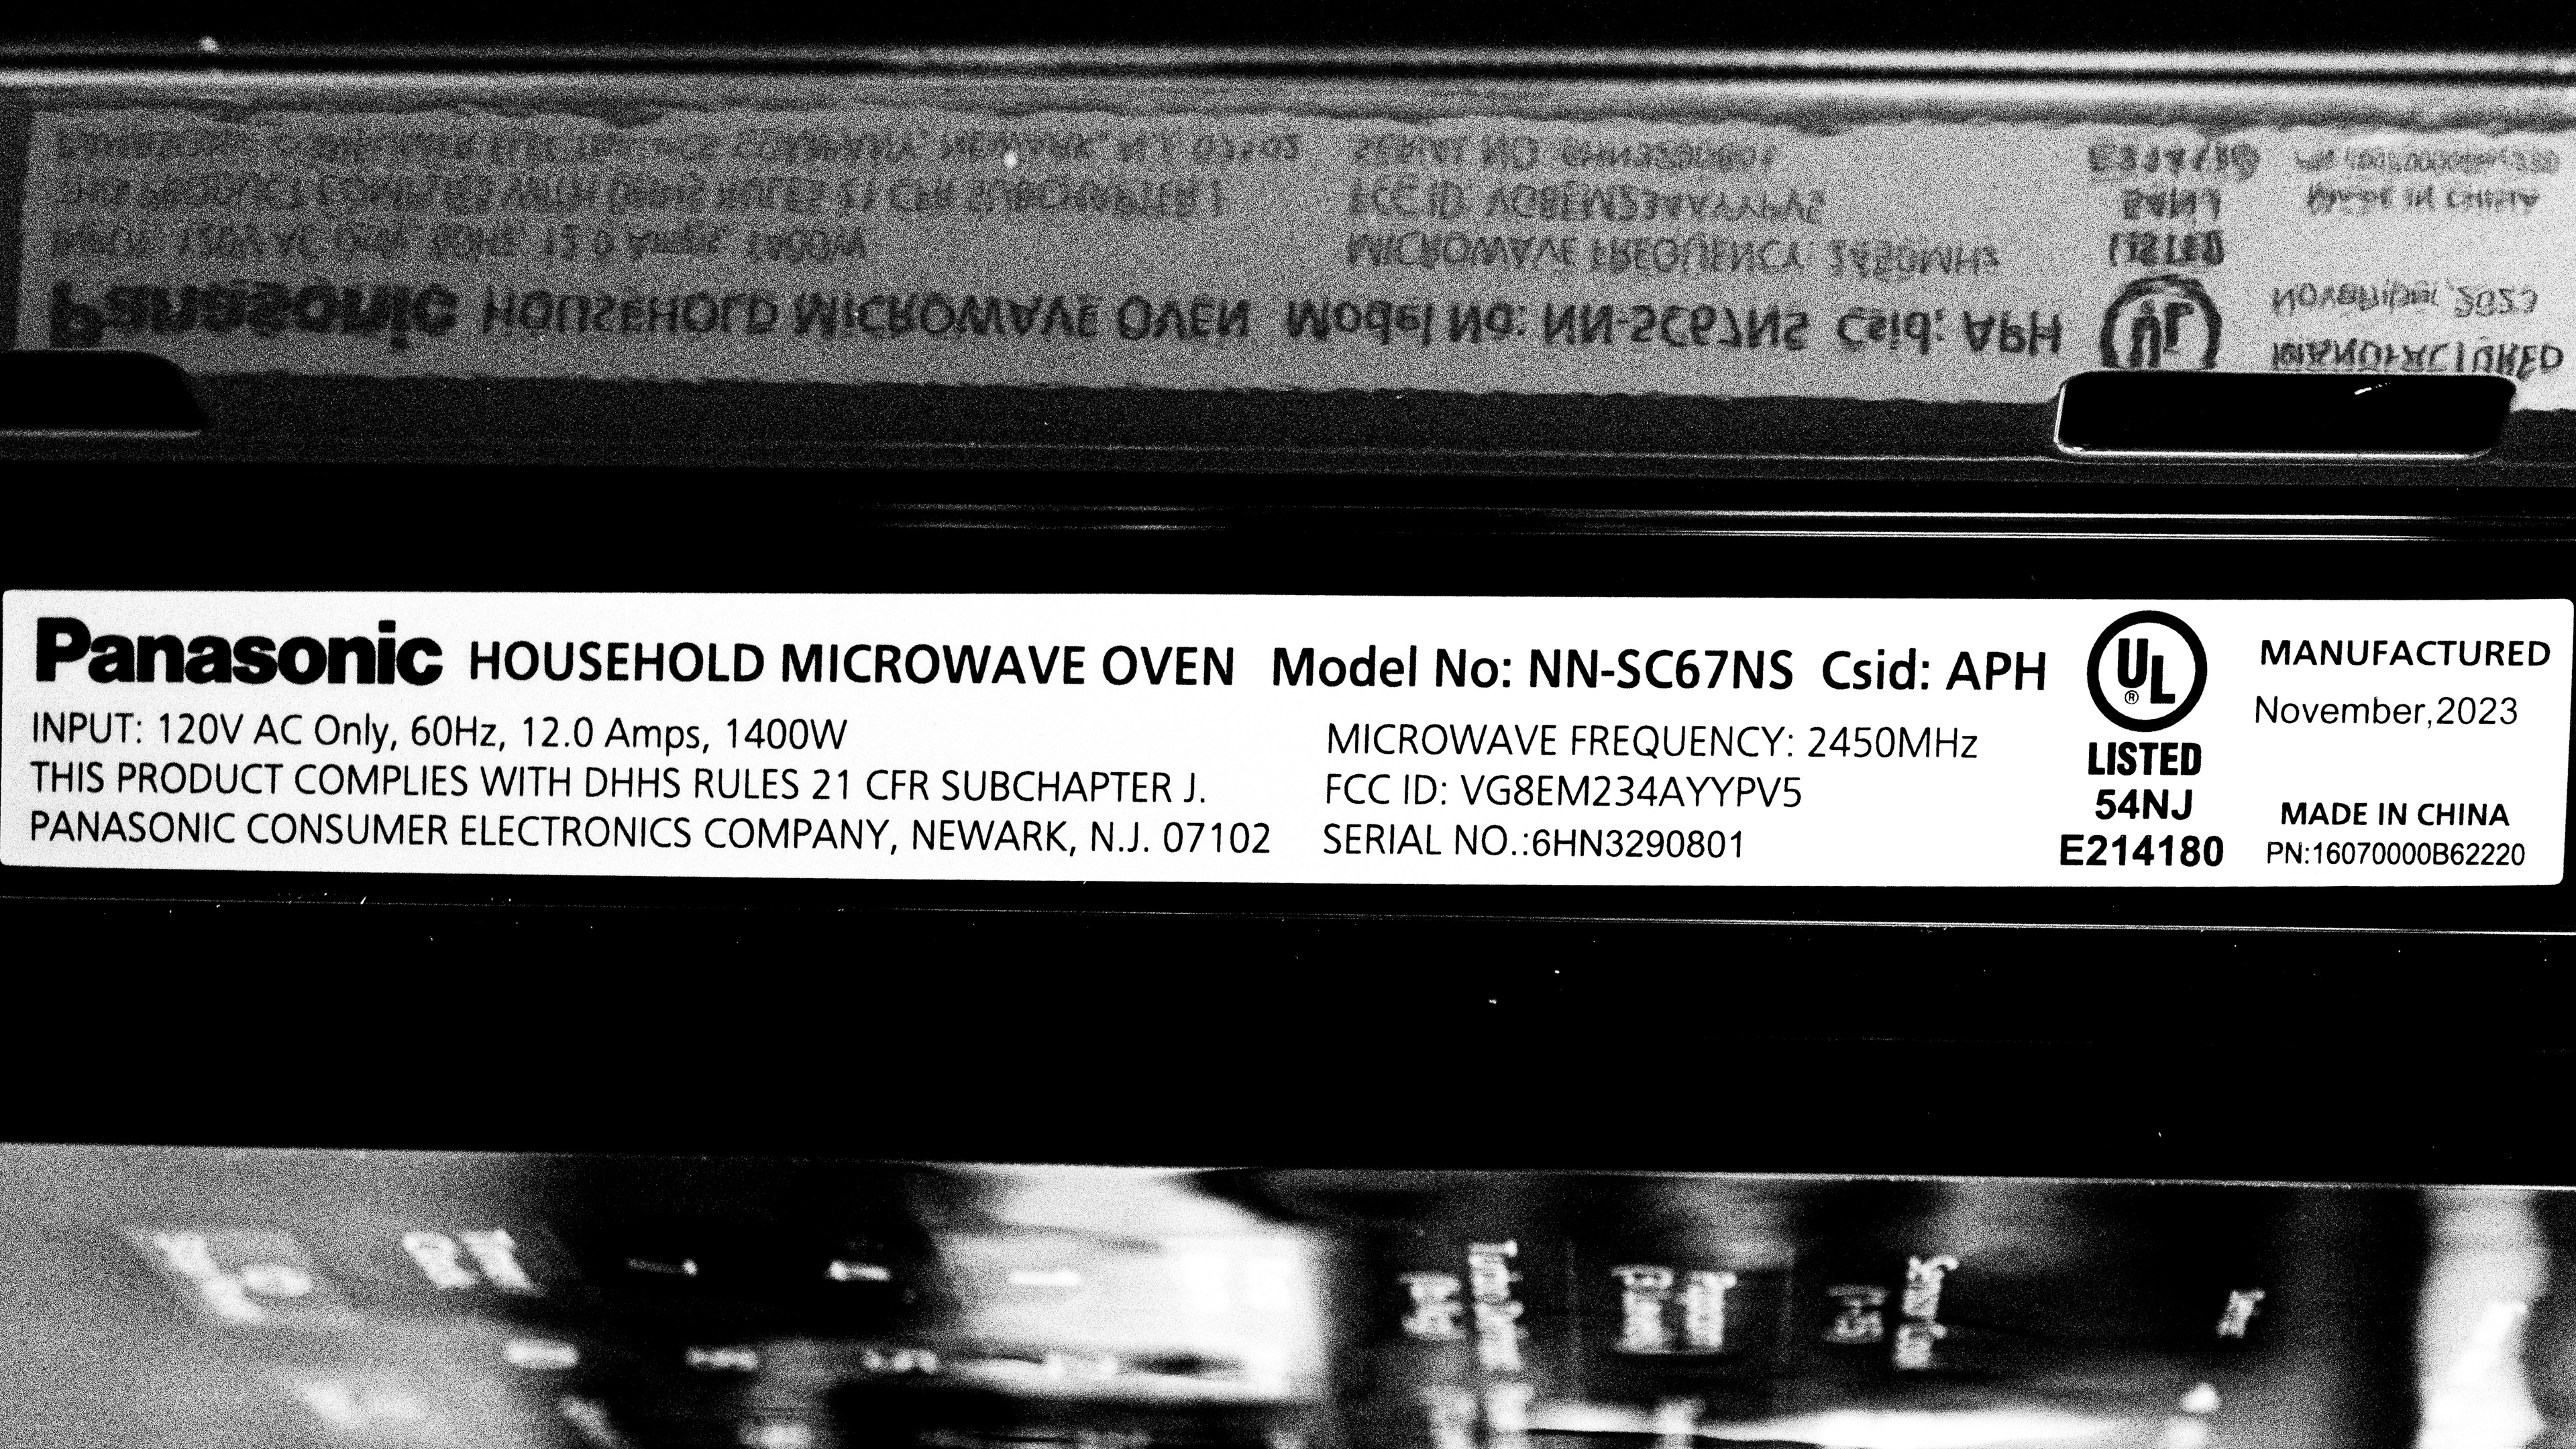 Panasonic HOUSEHOLD MICROWAVE OVEN Model No: NN-SC67NS Csid: APH
INPUT: 120V AC Only, 60Hz, 12.0 Amps, 1400W
THIS PRODUCT COMPLIES WITH DHHS RULES 21 CFR SUBCHAPTER J.
PANASONIC CONSUMER ELECTRONICS COMPANY, NEWARK, N.J. 07102
MICROWAVE FREQUENCY: 2450MHz
FCC ID: VG8EM234AYYPV5
SERIAL NO.:6HN3290801
UL ®
LISTED
54NJ
E214180
MANUFACTURED
November,2023
MADE IN CHINA
PN:16070000B62220